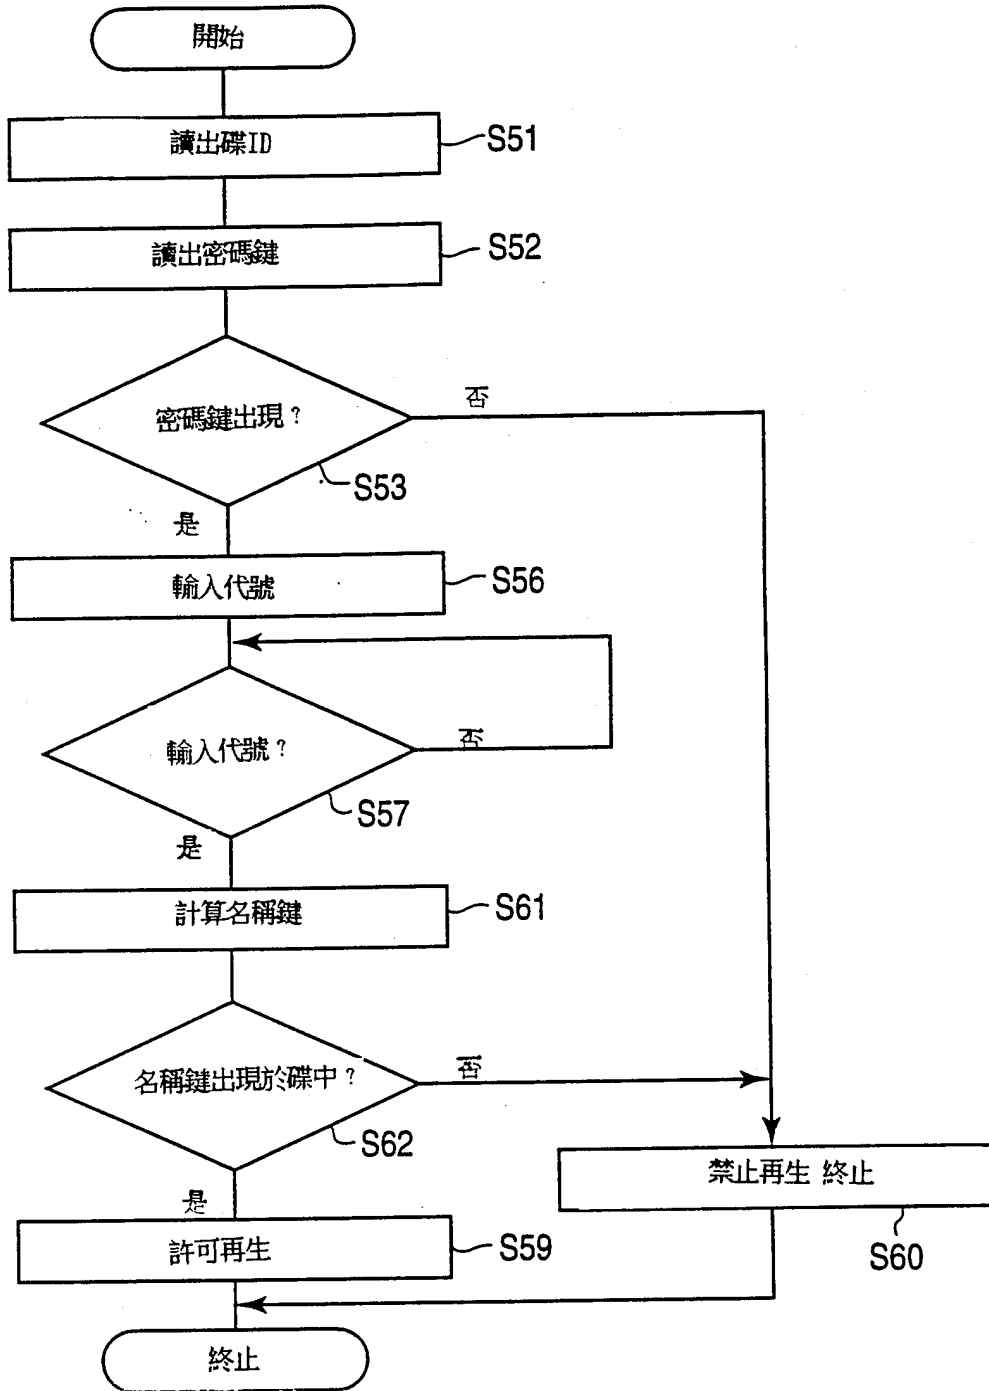 開始
讀出碟ID
S51
讀出密碼鍵
S52
密碼鍵出現？
否
S53
是
輸入代號
S56
輸入代號？
否
S57
是
計算名稱鍵
S61
名稱鍵出現於碟中？
否
S62
是
禁止再生 終止
S60
許可再生
S59
終止